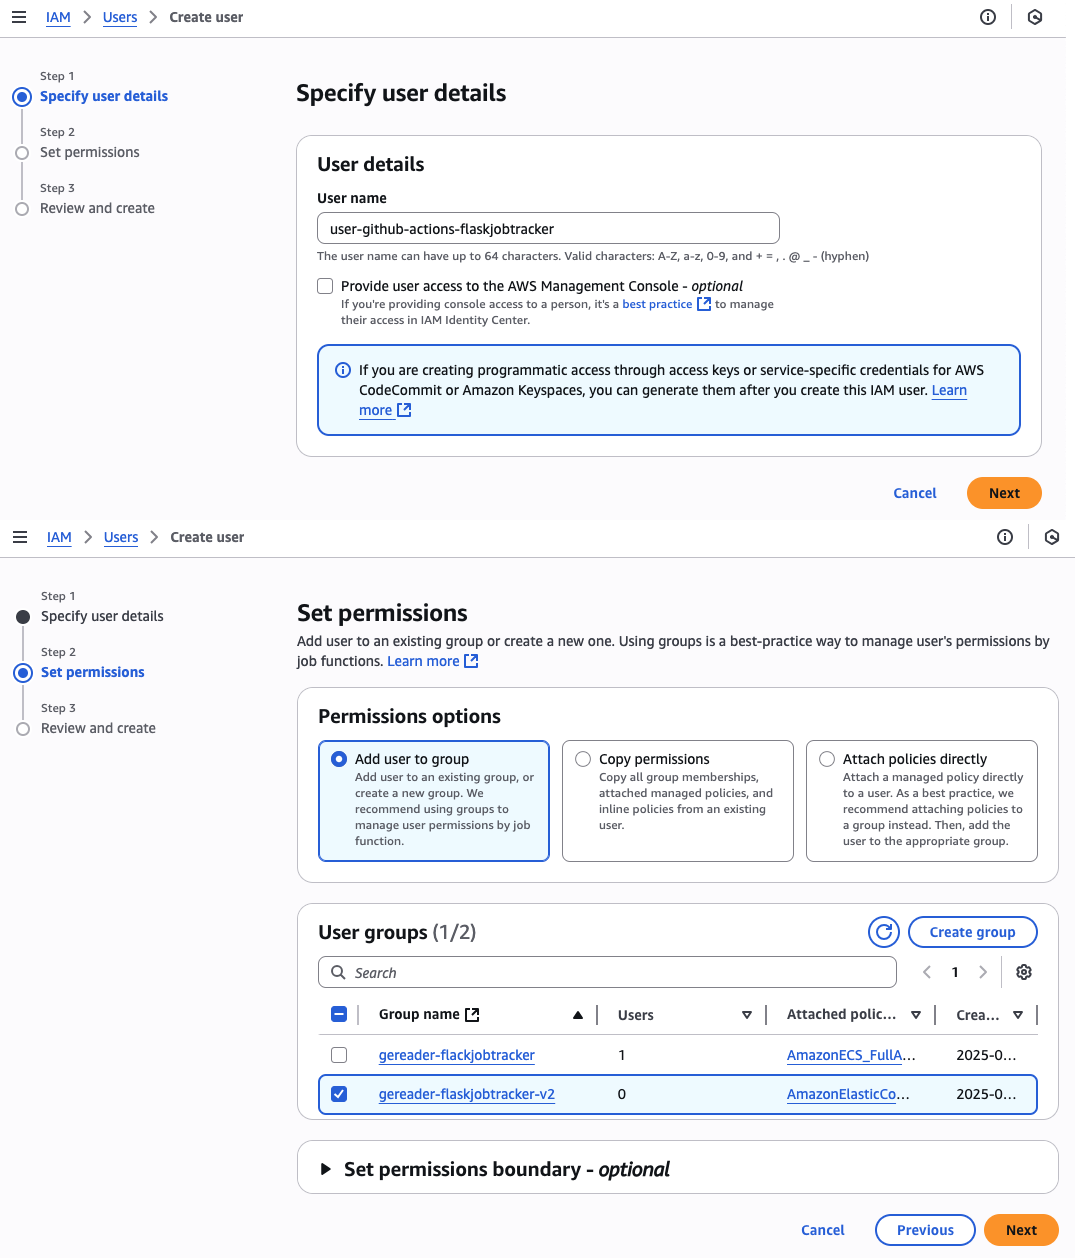 IAM > Users > Create user
Step 1
Specify user details
Step 2
Set permissions
Step 3
Review and create
Specify user details
User details
User name
user-github-actions-flaskjobtracker
The user name can have up to 64 characters. Valid characters: A-Z, a-z, 0-9, and + = , . @ _ - (hyphen)
Provide user access to the AWS Management Console - optional
If you're providing console access to a person, it's a best practice to manage
their access in IAM Identity Center.
If you are creating programmatic access through access keys or service-specific credentials for AWS
CodeCommit or Amazon Keyspaces, you can generate them after you create this IAM user. Learn
more
Cancel Next
IAM > Users > Create user
Step 1
Specify user details
Step 2
Set permissions
Step 3
Review and create
Set permissions
Add user to an existing group or create a new one. Using groups is a best-practice way to manage user's permissions by
job functions. Learn more
Permissions options
Add user to group
Add user to an existing group, or
create a new group. We
recommend using groups to
manage user permissions by job
function.
Copy permissions
Copy all group memberships,
attached managed policies, and
inline policies from an existing
user.
Attach policies directly
Attach a managed policy directly
to a user. As a best practice, we
recommend attaching policies to
a group instead. Then, add the
user to the appropriate group.
User groups (1/2)
Create group
Search
1
Group name Users Attached polic... Crea...
gereader-flackjobtracker 1 AmazonECS_FullA... 2025-0...
gereader-flaskjobtracker-v2 0 AmazonElasticCo... 2025-0...
Set permissions boundary - optional
Cancel Previous Next